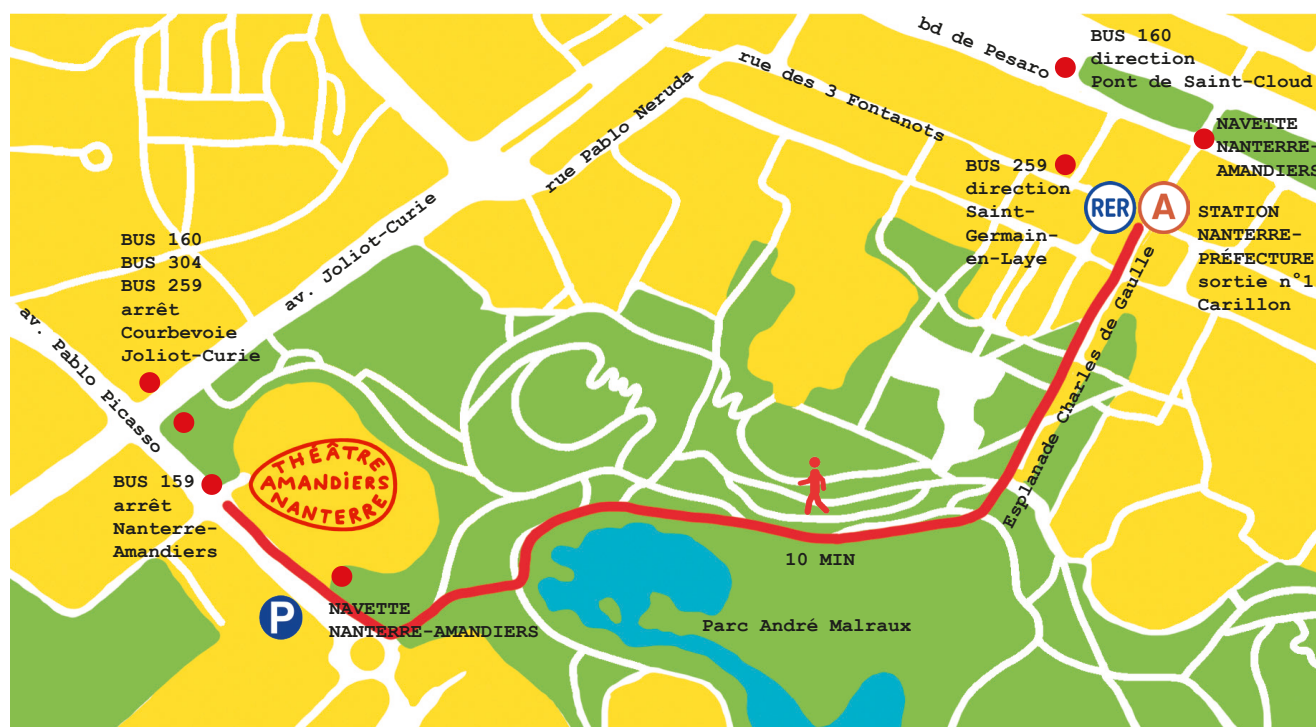 bd de Pesaro
BUS 160
direction
Pont de Saint-Cloud
rue des 3 Fontanots
rue Pablo Neruda
NAVETTE
NANTERRE-
AMANDIERS
BUS 259
direction
Saint-
Germain-
en-Laye
RER
A
STATION
NANTERRE-
PRÉFECTURE
sortie n°1
Carillon
av. Joliot-Curie
BUS 160
BUS 304
BUS 259
arrêt
Courbevoie
Joliot-Curie
av. Pablo Picasso
Esplanade Charles de Gaulle
THÉÂTRE
AMANDIERS
NANTERRE
BUS 159
arrêt
Nanterre-
Amandiers
10 MIN
P
NAVETTE
NANTERRE-AMANDIERS
Parc André Malraux